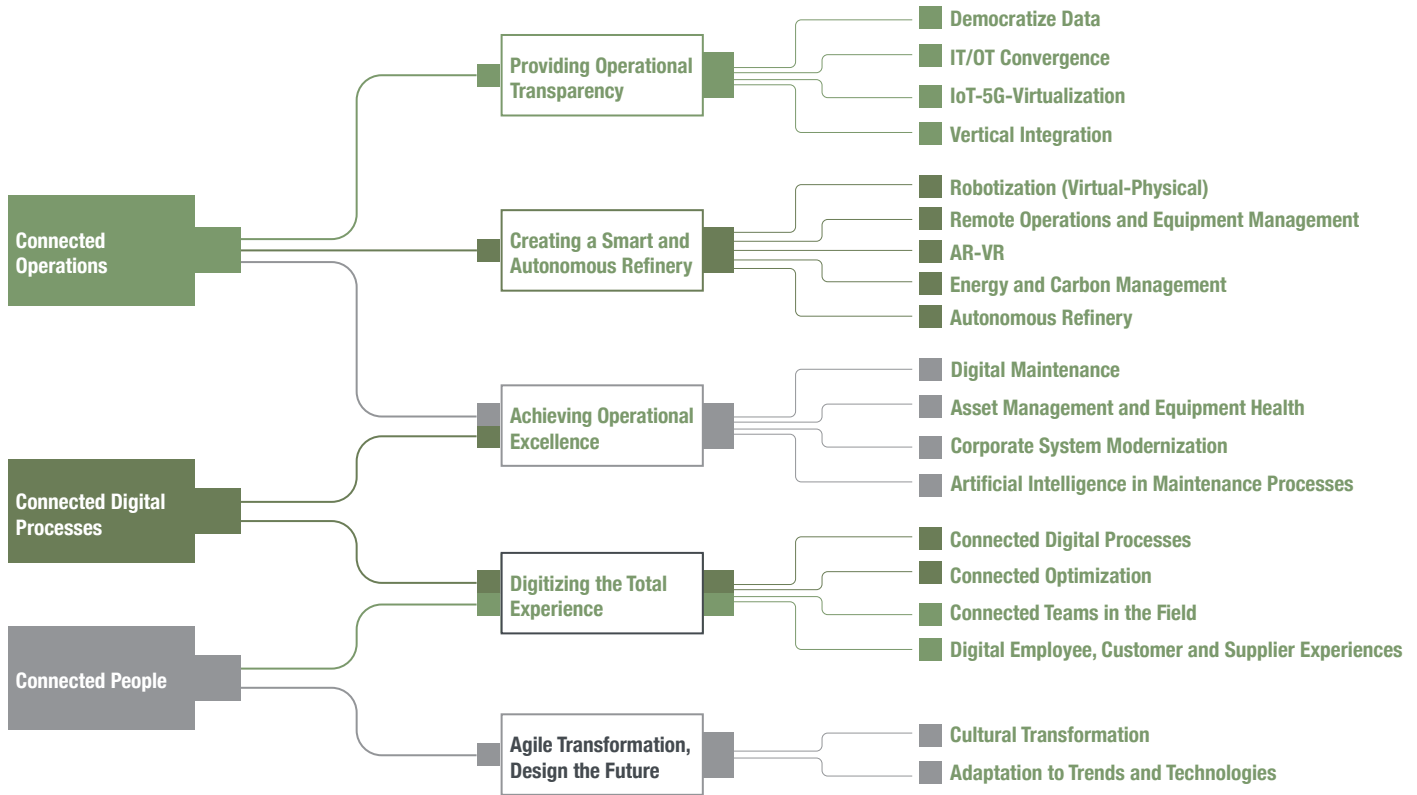 Connected
Operations
Connected Digital
Processes
Connected People
Providing Operational
Transparency
Creating a Smart and
Autonomous Refinery
Achieving Operational
Excellence
Digitizing the Total
Experience
Agile Transformation,
Design the Future
Democratize Data
IT/OT Convergence
IoT-5G-Virtualization
Vertical Integration
Robotization (Virtual-Physical)
Remote Operations and Equipment Management
AR-VR
Energy and Carbon Management
Autonomous Refinery
Digital Maintenance
Asset Management and Equipment Health
Corporate System Modernization
Artificial Intelligence in Maintenance Processes
Connected Digital Processes
Connected Optimization
Connected Teams in the Field
Digital Employee, Customer and Supplier Experiences
Cultural Transformation
Adaptation to Trends and Technologies